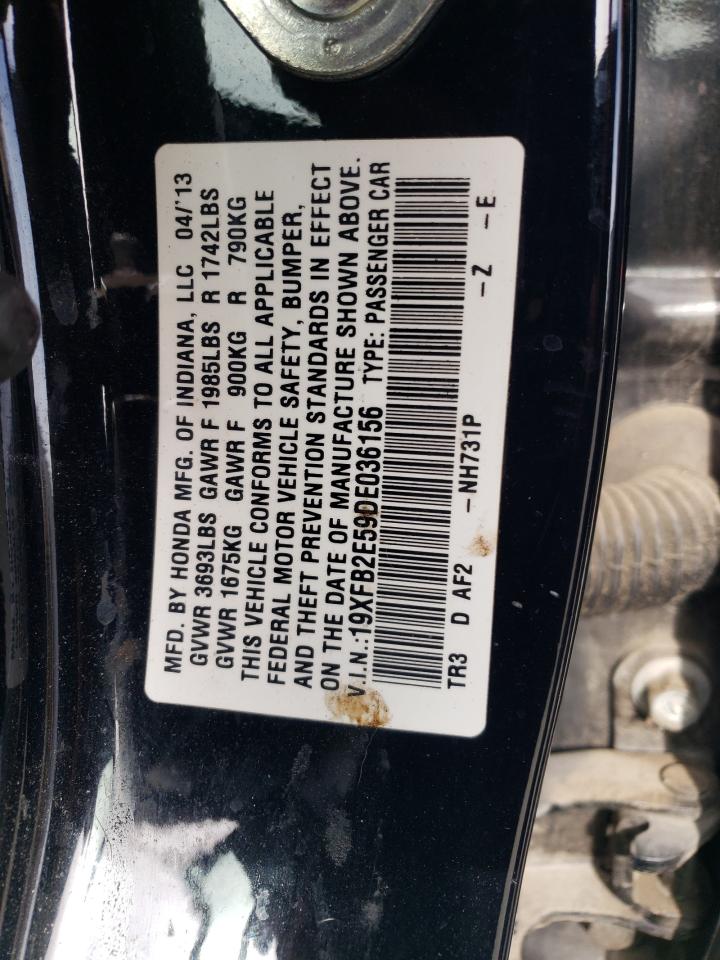 MFD. BY HONDA MFG. OF INDIANA, LLC 04/'13
GVWR 3693LBS GAWR F 1985LBS R 1742LBS
GVWR 1675KG GAWR F 900KG R 790KG
THIS VEHICLE CONFORMS TO ALL APPLICABLE
FEDERAL MOTOR VEHICLE SAFETY, BUMPER,
AND THEFT PREVENTION STANDARDS IN EFFECT
ON THE DATE OF MANUFACTURE SHOWN ABOVE.
V.I.N.:19XFB2E59DE036156 TYPE: PASSENGER CAR
TR3 D AF2 -NH731P -Z -E